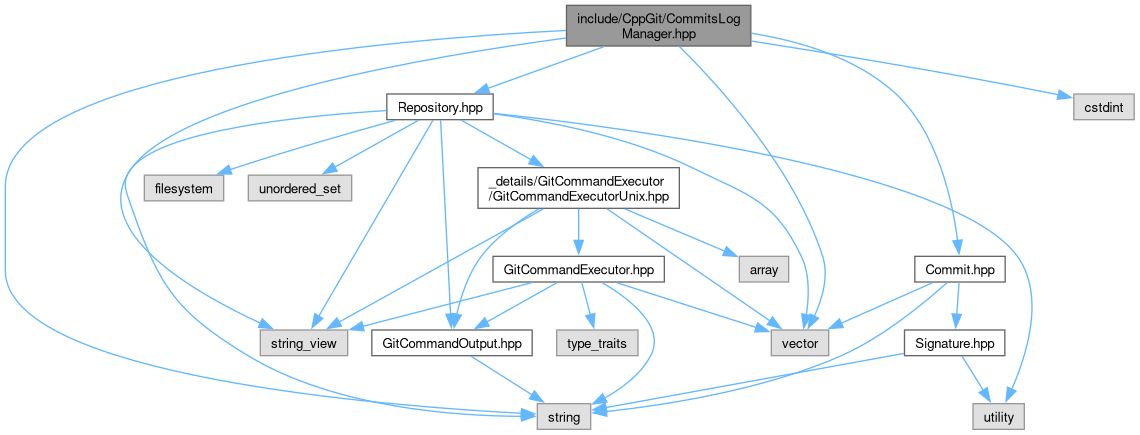 include/CppGit/CommitsLog
Manager.hpp
Repository.hpp
cstdint
filesystem
unordered_set
_details/GitCommandExecutor
/GitCommandExecutorUnix.hpp
GitCommandExecutor.hpp
array
Commit.hpp
string_view
GitCommandOutput.hpp
type_traits
vector
Signature.hpp
string
utility